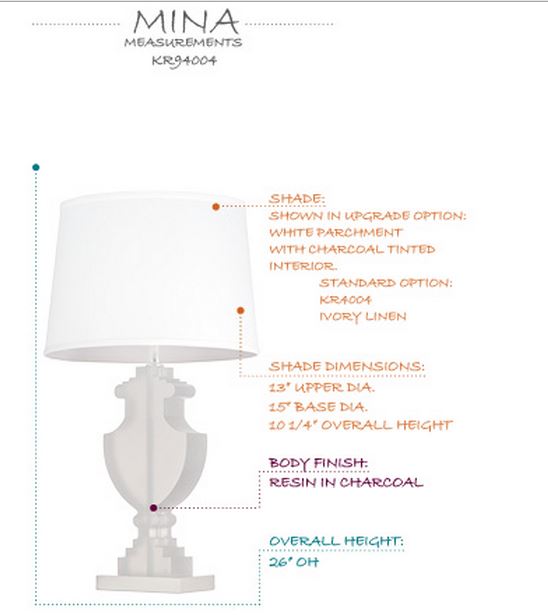 MINA
MEASUREMENTS
KR94004
SHADE:
SHOWN IN UPGRADE OPTION:
WHITE PARCHMENT
WITH CHARCOAL TINTED
INTERIOR.
STANDARD OPTION:
KR4004
IVORY LINEN
SHADE DIMENSIONS:
13" UPPER DIA.
15" BASE DIA.
10 1/4" OVERALL HEIGHT
BODY FINISH:
RESIN IN CHARCOAL
OVERALL HEIGHT:
26" OH